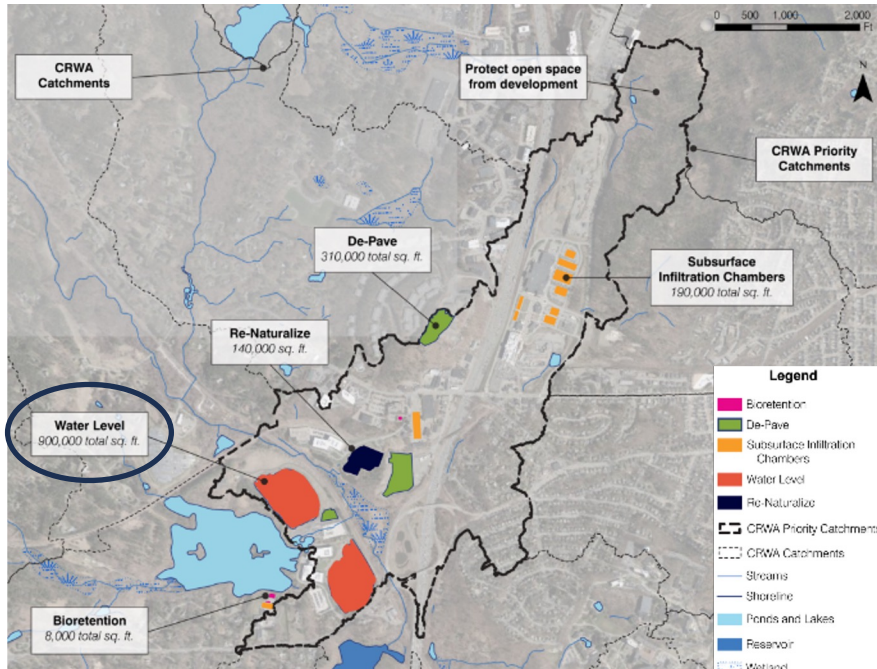 0 500 1,000 2,000
Ft
N
CRWA
Catchments
Protect open space
from development
CRWA Priority
Catchments
De-Pave
310,000 total sq. ft.
Subsurface
Infiltration Chambers
190,000 total sq. ft.
Re-Naturalize
140,000 sq. ft.
Water Level
900,000 total sq. ft.
Bioretention
8,000 total sq. ft.
Legend
Bioretention
De-Pave
Subsurface Infiltration
Chambers
Water Level
Re-Naturalize
CRWA Priority Catchments
CRWA Catchments
Streams
Shoreline
Ponds and Lakes
Reservoir
Wetland